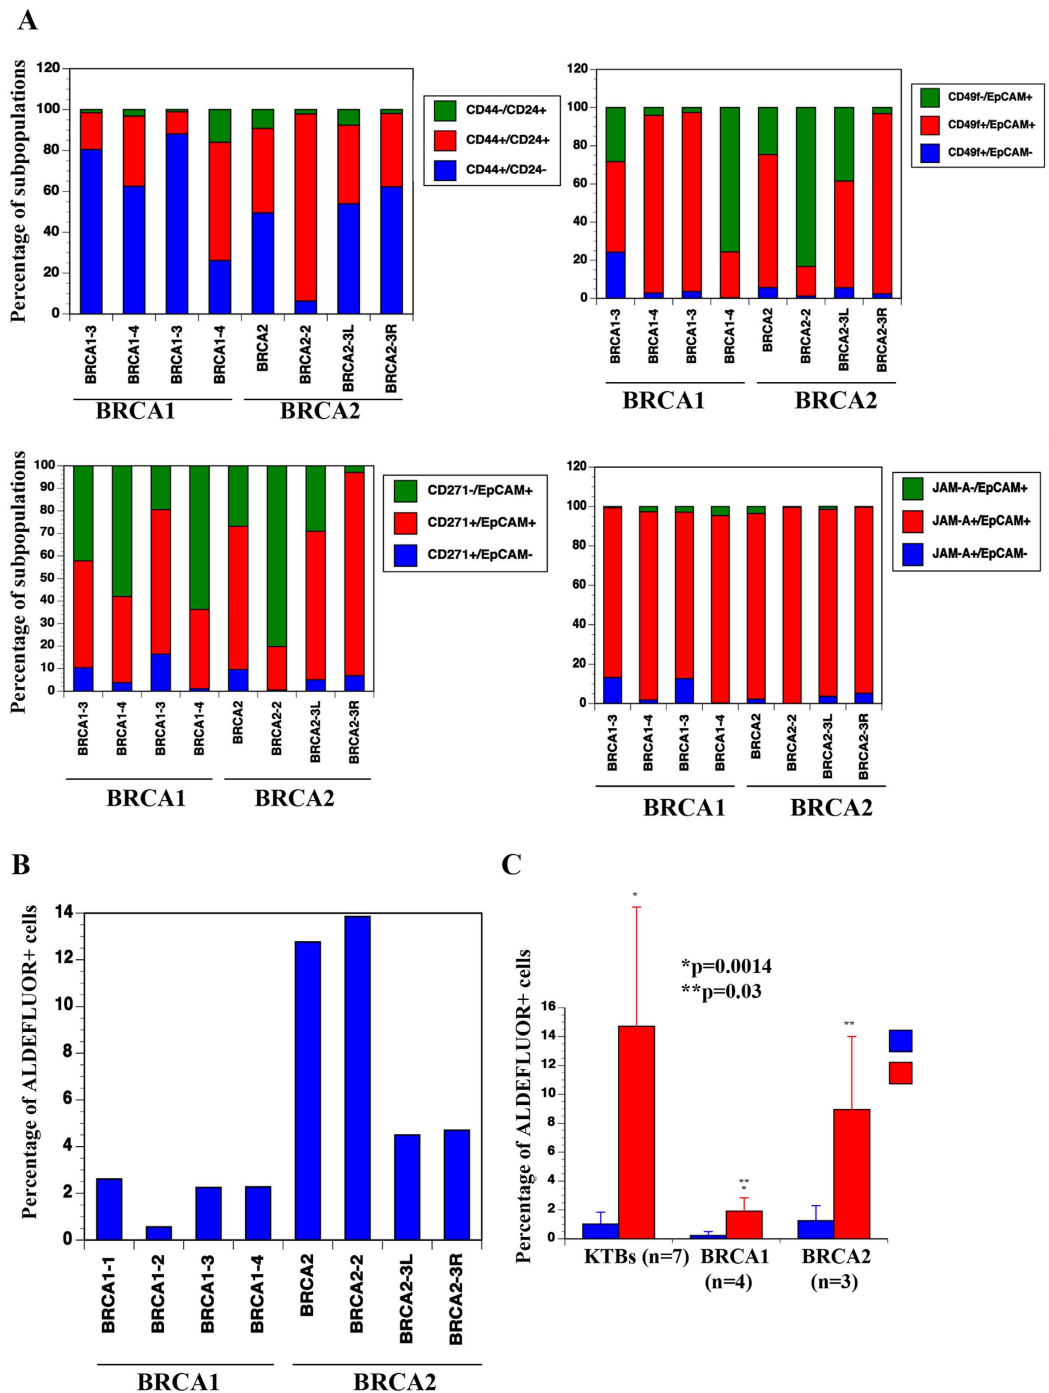 A
Percentage of subpopulations
120
100
80
60
40
20
0
BRCA1-3
BRCA1-4
BRCA1-3
BRCA1-4
BRCA2
BRCA2-2
BRCA2-3L
BRCA2-3R
BRCA1
BRCA2
CD44-/CD24+
CD44+/CD24+
CD44+/CD24-
120
100
80
60
40
20
0
BRCA1-3
BRCA1-4
BRCA1-3
BRCA1-4
BRCA2
BRCA2-2
BRCA2-3L
BRCA2-3R
BRCA1
BRCA2
CD49f-/EpCAM+
CD49f+/EpCAM+
CD49f+/EpCAM-
Percentage of subpopulations
100
90
80
70
60
50
40
30
20
10
0
BRCA1-3
BRCA1-4
BRCA1-3
BRCA1-4
BRCA2
BRCA2-2
BRCA2-3L
BRCA2-3R
BRCA1
BRCA2
CD271-/EpCAM+
CD271+/EpCAM+
CD271+/EpCAM-
120
100
80
60
40
20
0
BRCA1-3
BRCA1-4
BRCA1-3
BRCA1-4
BRCA2
BRCA2-2
BRCA2-3L
BRCA2-3R
BRCA1
BRCA2
JAM-A-/EpCAM+
JAM-A+/EpCAM+
JAM-A+/EpCAM-
B
Percentage of ALDEFLUOR+ cells
14
12
10
8
6
4
2
0
BRCA1-1
BRCA1-2
BRCA1-3
BRCA1-4
BRCA2
BRCA2-2
BRCA2-3L
BRCA2-3R
BRCA1
BRCA2
C
Percentage of ALDEFLUOR+ cells
*
*p=0.0014
**p=0.03
16
14
12
10
8
6
4
2
0
**
*
**
KTBs (n=7)
BRCA1
(n=4)
BRCA2
(n=3)